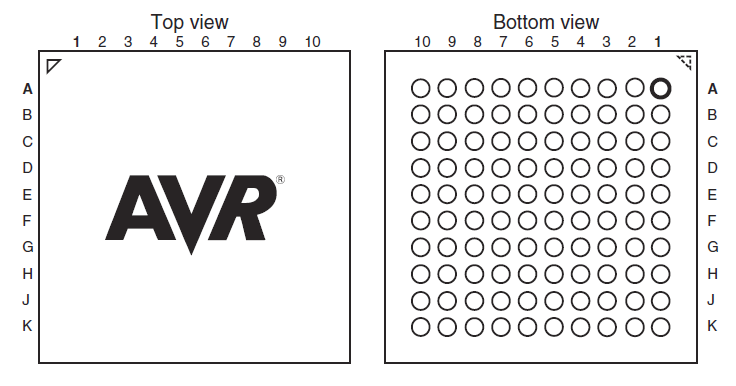 Top view
Bottom view
1 2 3 4 5 6 7 8 9 10
10 9 8 7 6 5 4 3 2 1
A
B
C
D
E
F
G
H
J
K
AVR®
A
B
C
D
E
F
G
H
J
K